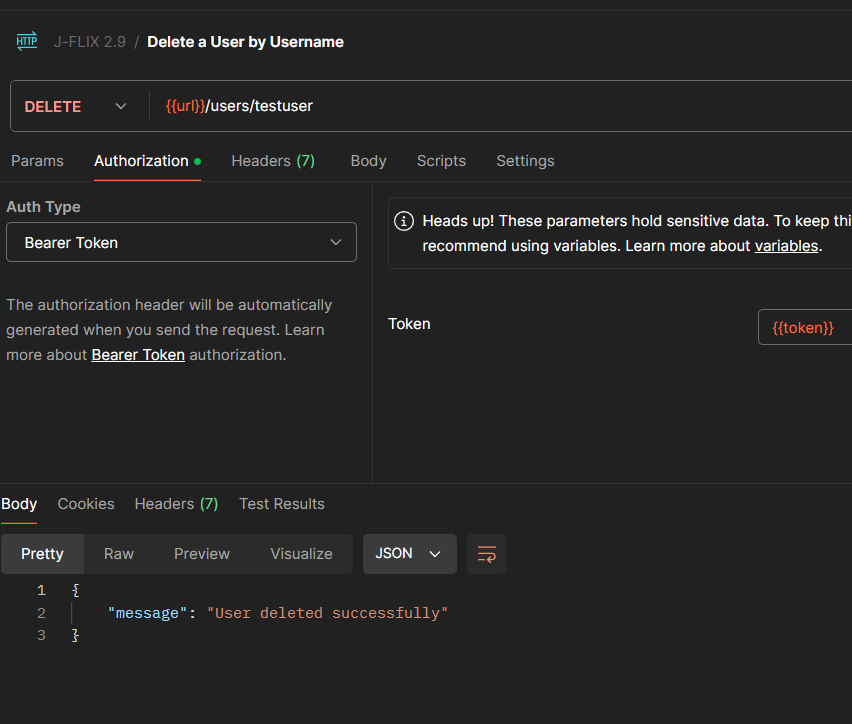 HTTP J-FLIX 2.9 / Delete a User by Username
DELETE {{url}}/users/testuser
Params Authorization Headers (7) Body Scripts Settings
Auth Type
Bearer Token
The authorization header will be automatically
generated when you send the request. Learn
more about Bearer Token authorization.
Heads up! These parameters hold sensitive data. To keep thi
recommend using variables. Learn more about variables.
Token {{token}}
Body Cookies Headers (7) Test Results
Pretty Raw Preview Visualize JSON
1 {
2 "message": "User deleted successfully"
3 }